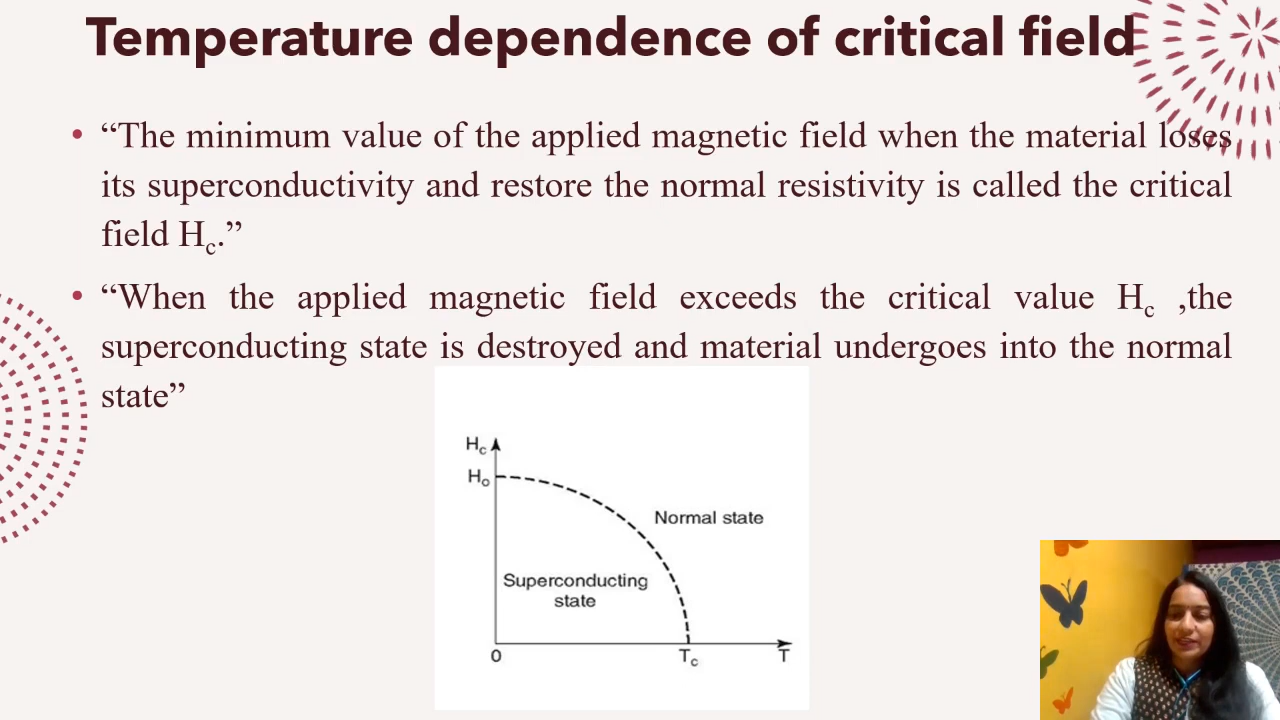 Temperature dependence of critical field
• “The minimum value of the applied magnetic field when the material loses
its superconductivity and restore the normal resistivity is called the critical
field Hc.”
• “When the applied magnetic field exceeds the critical value Hc ,the
superconducting state is destroyed and material undergoes into the normal
state”
Hc
Ho
Normal state
Superconducting
state
0
Tc
T